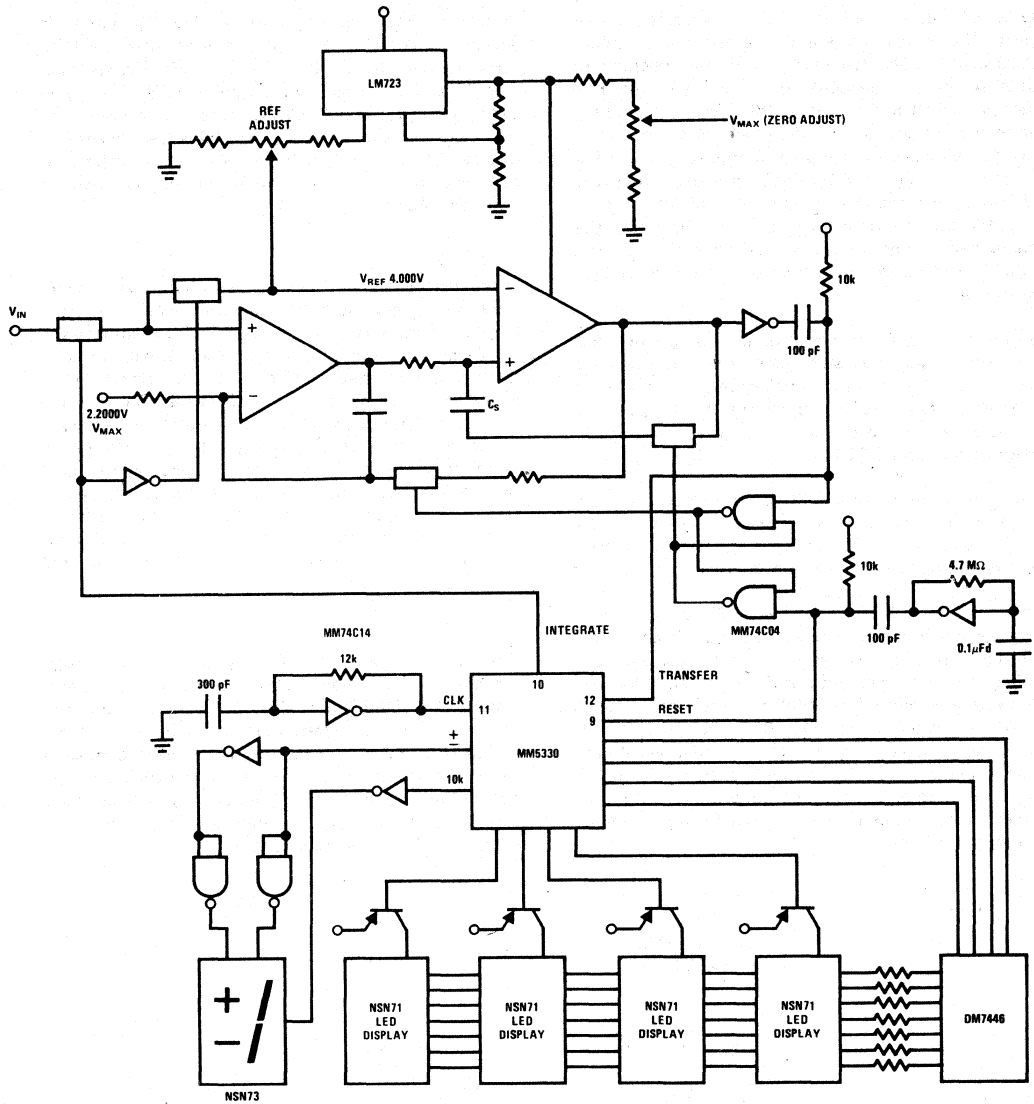 LM723
REF
ADJUST
VMAX (ZERO ADJUST)
VREF 4.000V
10k
VIN
+
−
−
+
100 pF
CS
2.2000V
VMAX
10k
4.7 MΩ
MM74C04
100 pF
0.1μFd
INTEGRATE
MM74C14
12k
300 pF
CLK
10
11
12
TRANSFER
9
RESET
+
−
MM5330
10k
+
−
NSN71
LED
DISPLAY
NSN71
LED
DISPLAY
NSN71
LED
DISPLAY
NSN71
LED
DISPLAY
DM7446
NSN73